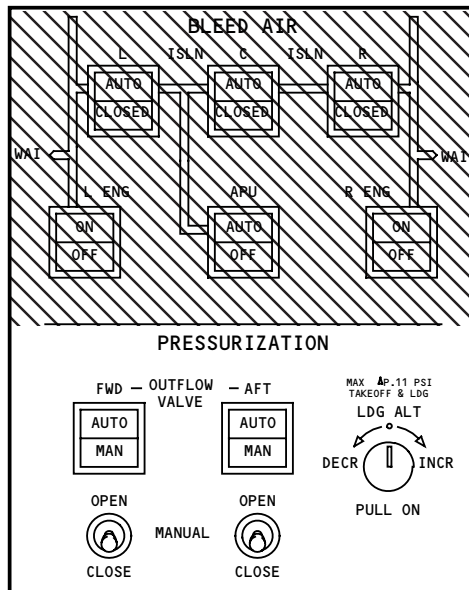 BLEED AIR
L ISLN C ISLN R
AUTO AUTO AUTO
CLOSED CLOSED CLOSED
WAI WAI
L ENG APU R ENG
ON AUTO ON
OFF OFF OFF
PRESSURIZATION
FWD — OUTFLOW — AFT
VALVE
MAX ΔP.11 PSI
TAKEOFF & LDG
LDG ALT
AUTO AUTO
MAN MAN
DECR INCR
PULL ON
OPEN OPEN
MANUAL
CLOSE CLOSE